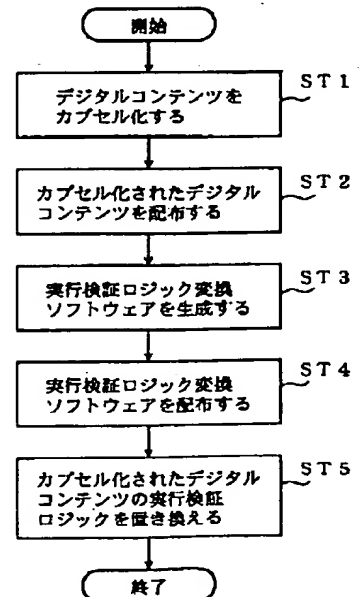 開始
ST1
デジタルコンテンツを
カプセル化する
ST2
カプセル化されたデジタル
コンテンツを配布する
ST3
実行検証ロジック変換
ソフトウェアを生成する
ST4
実行検証ロジック変換
ソフトウェアを配布する
ST5
カプセル化されたデジタル
コンテンツの実行検証
ロジックを置き換える
終了